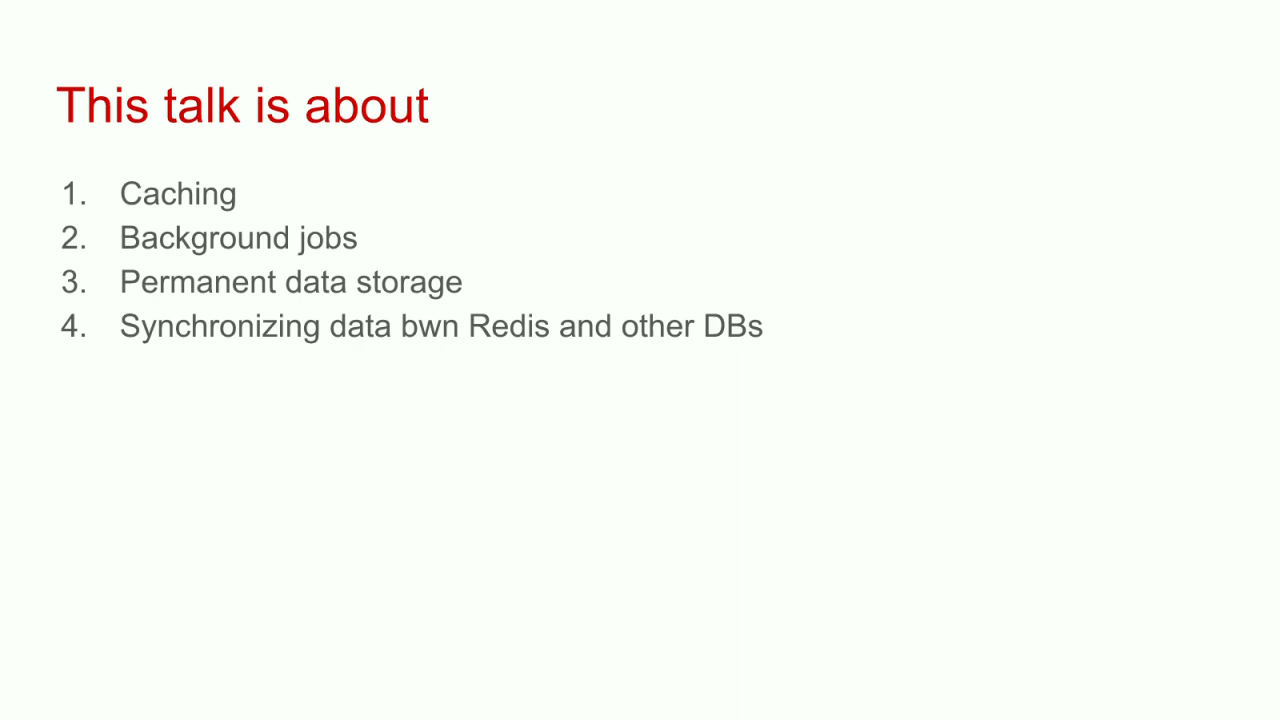 This talk is about
1. Caching
2. Background jobs
3. Permanent data storage
4. Synchronizing data bwn Redis and other DBs